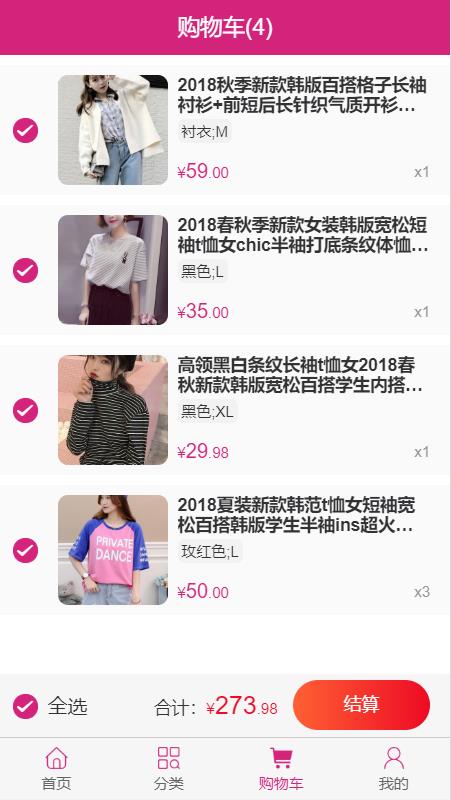 购物车(4)
2018秋季新款韩版百搭格子长袖
衬衫+前短后长针织气质开衫…
衬衣;M
¥59.00
x1
2018春秋季新款女装韩版宽松短
袖t恤女chic半袖打底条纹体恤…
黑色;L
¥35.00
x1
高领黑白条纹长袖t恤女2018春
秋新款韩版宽松百搭学生内搭…
黑色;XL
¥29.98
x1
PRIVATE
DANCE
2018夏装新款韩范t恤女短袖宽
松百搭韩版学生半袖ins超火…
玫红色;L
¥50.00
x3
全选
合计：¥273.98
结算
首页
分类
购物车
我的